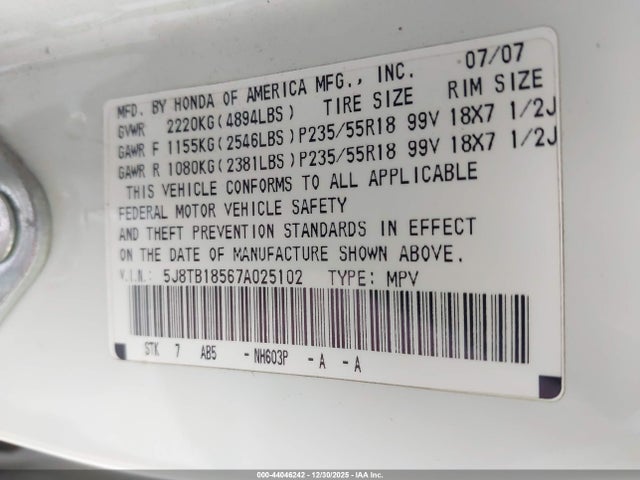 MFD. BY HONDA OF AMERICA MFG., INC. 07/07
GVWR 2220KG(4894LBS) TIRE SIZE RIM SIZE
GAWR F 1155KG(2546LBS)P235/55R18 99V 18X7 1/2J
GAWR R 1080KG(2381LBS)P235/55R18 99V 18X7 1/2J
THIS VEHICLE CONFORMS TO ALL APPLICABLE
FEDERAL MOTOR VEHICLE SAFETY
AND THEFT PREVENTION STANDARDS IN EFFECT
ON THE DATE OF MANUFACTURE SHOWN ABOVE.
V.I.N.: 5J8TB18567A025102 TYPE: MPV
STK 7 AB5 -NH603P -A -A
000-44046242 - 12/30/2025 - IAA Inc.